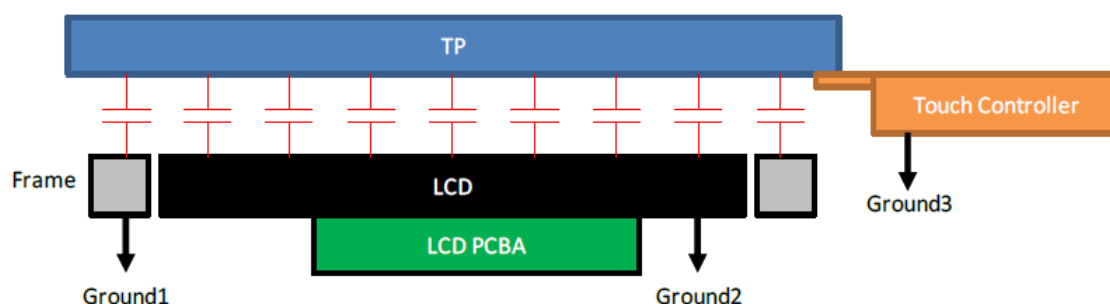 TP
Touch Controller
Frame
LCD
Ground3
LCD PCBA
Ground1
Ground2